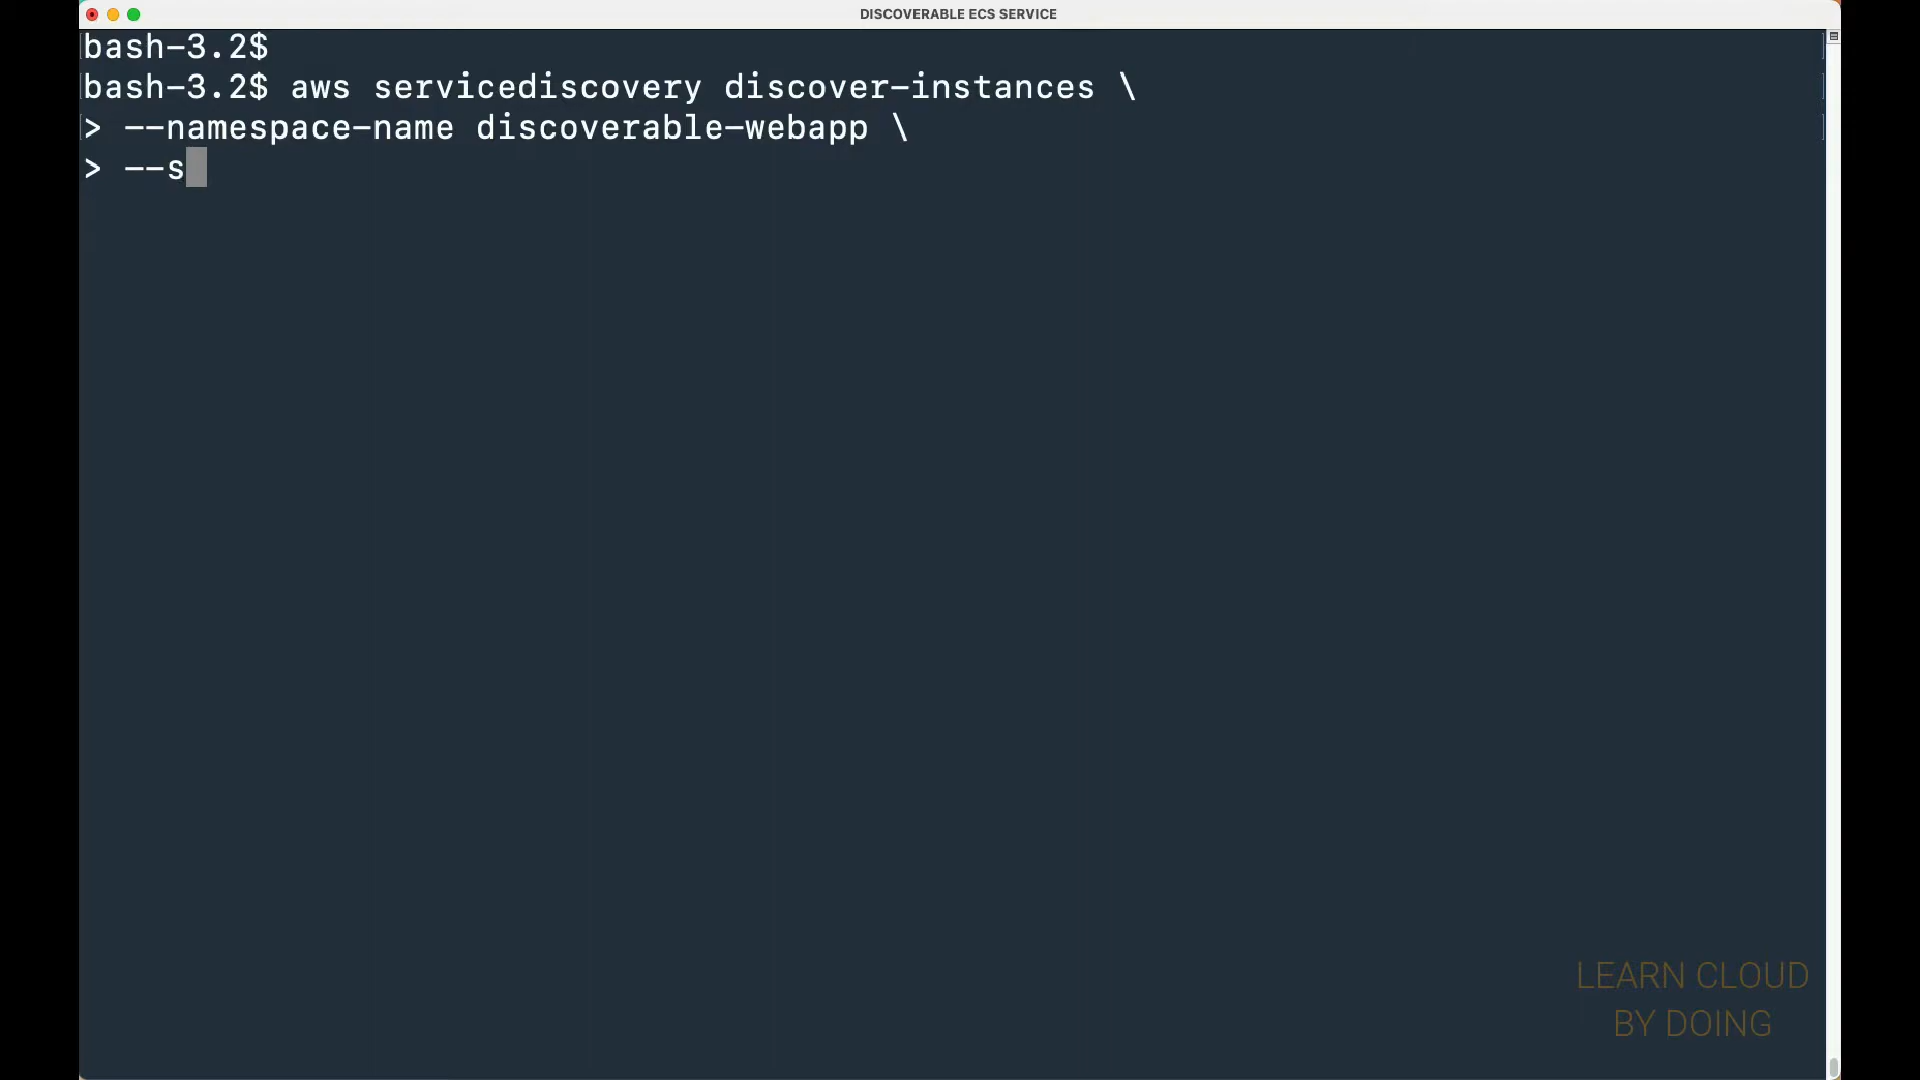 DISCOVERABLE ECS SERVICE
bash-3.2$
bash-3.2$ aws servicediscovery discover-instances \
> --namespace-name discoverable-webapp \
> --s
LEARN CLOUD
BY DOING